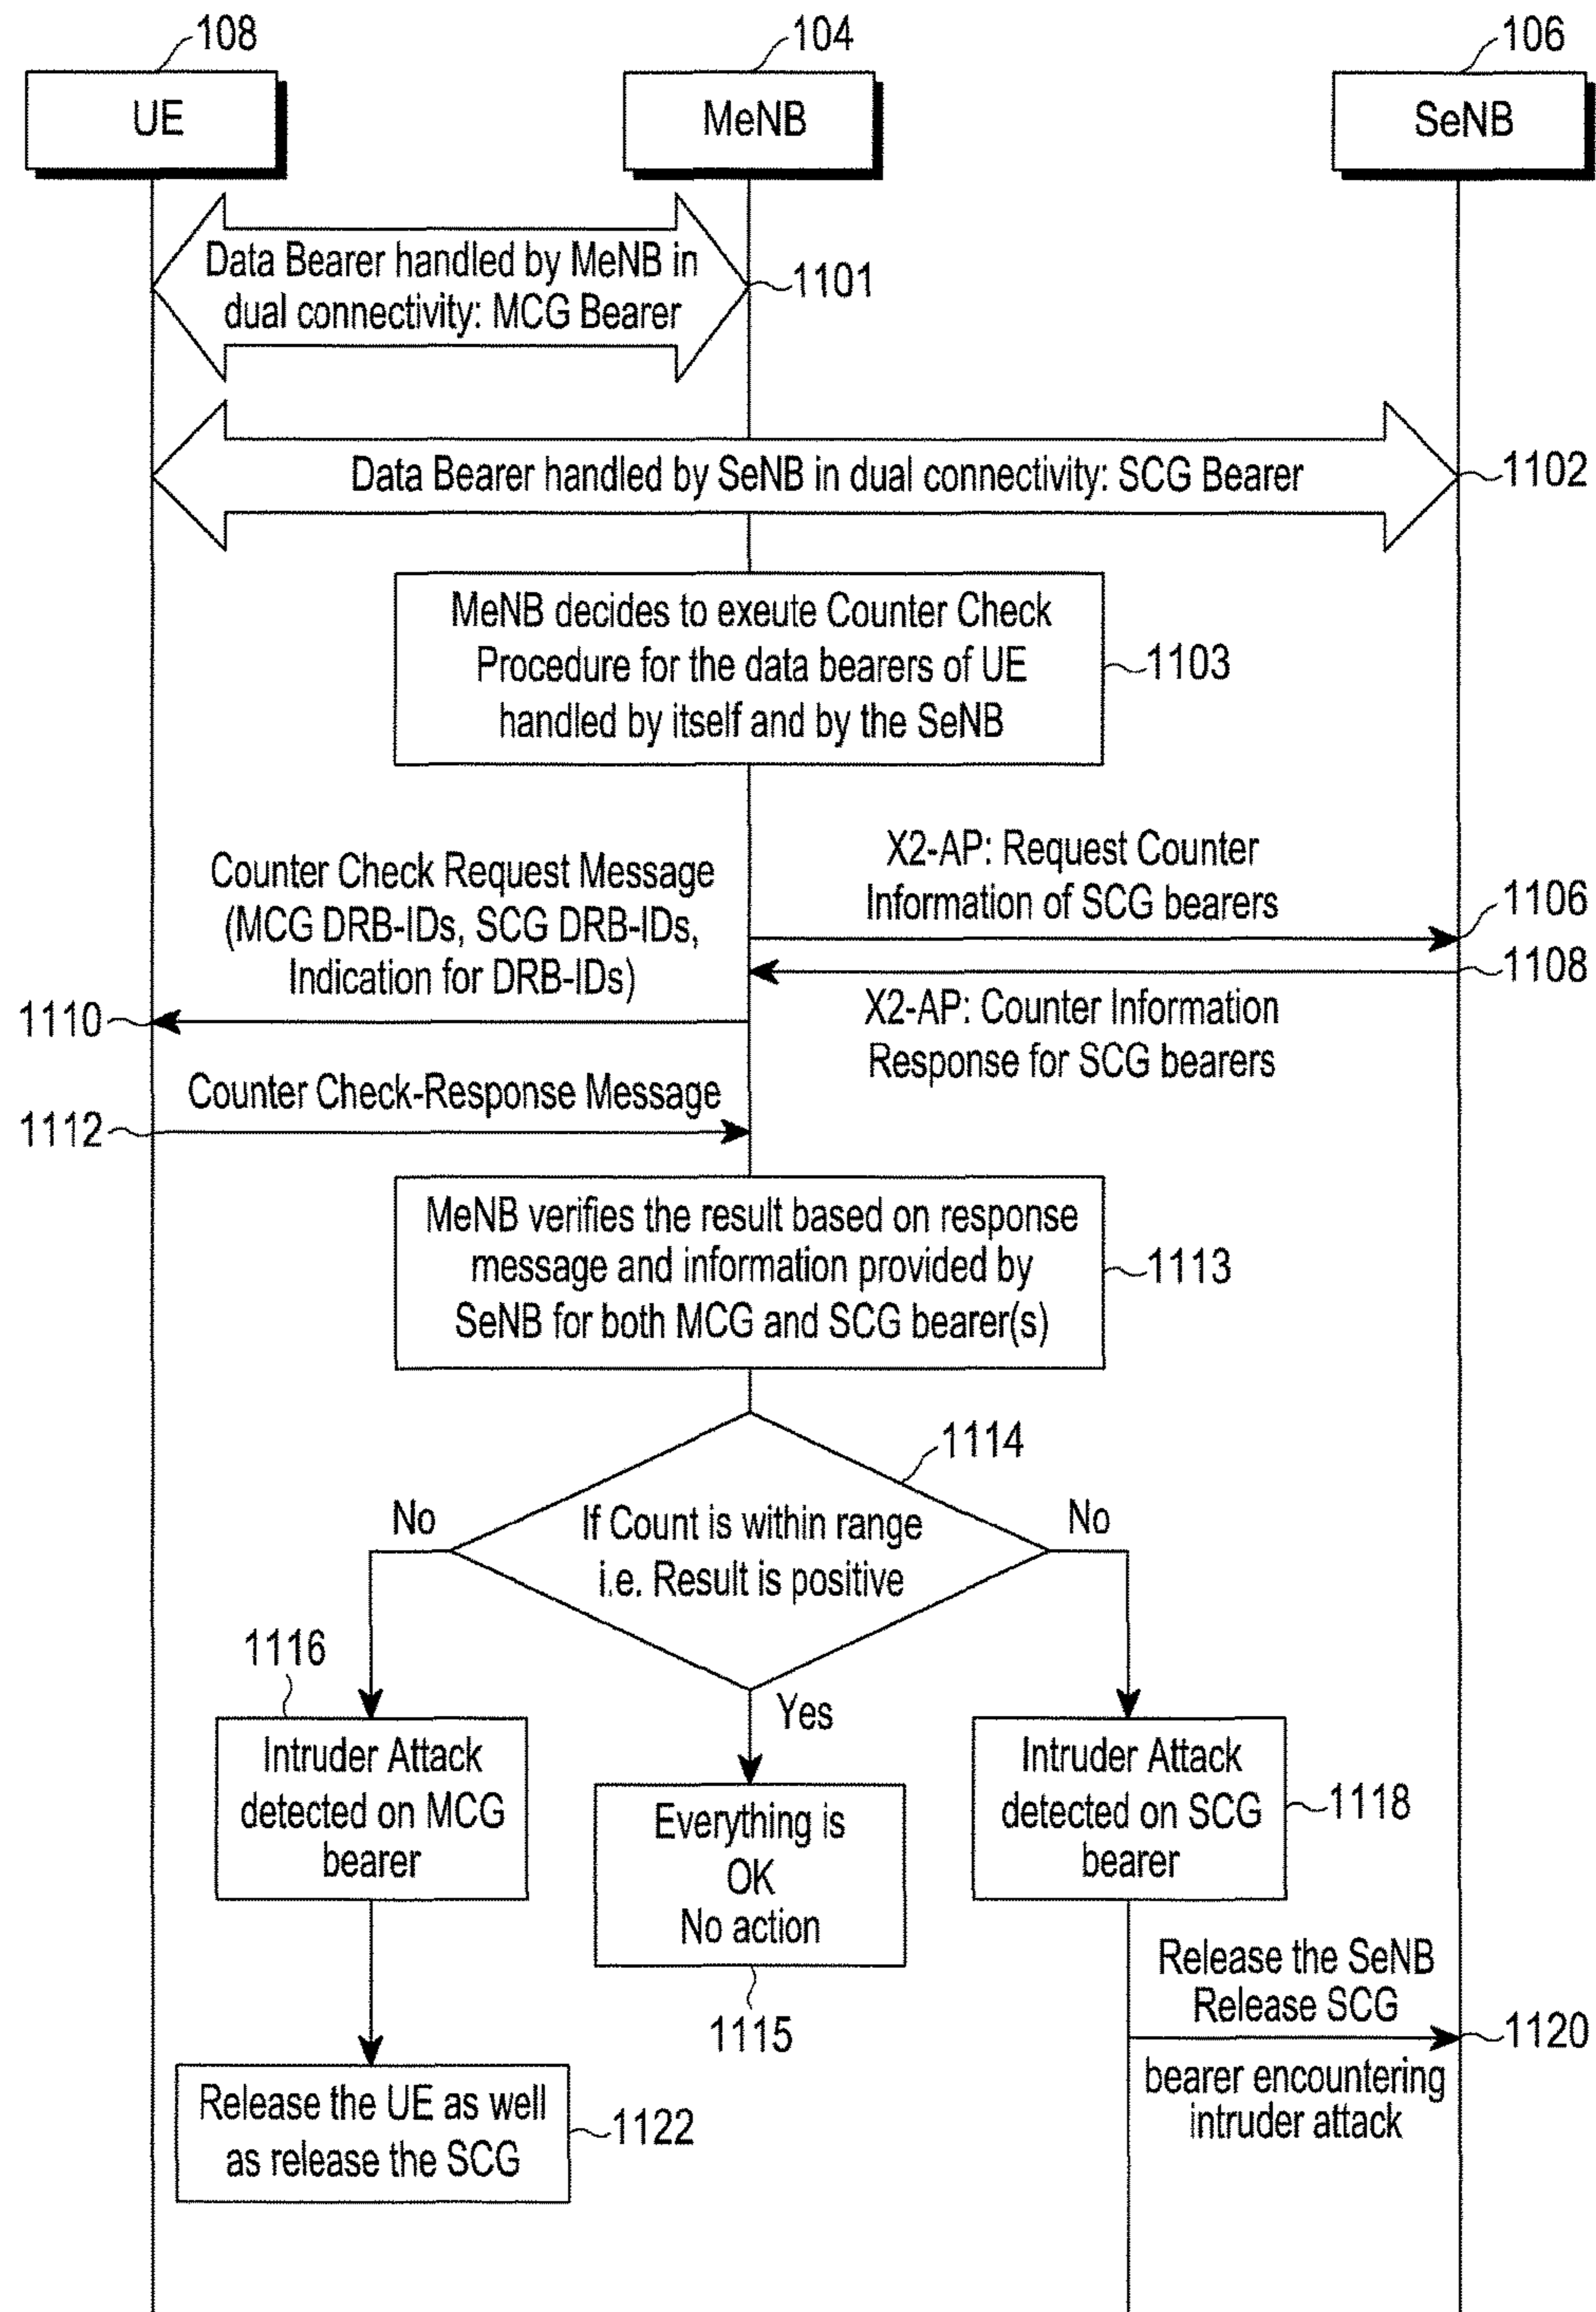 108
104
106
UE
MeNB
SeNB
Data Bearer handled by MeNB in
dual connectivity: MCG Bearer
1101
Data Bearer handled by SeNB in dual connectivity: SCG Bearer
1102
MeNB decides to exeute Counter Check
Procedure for the data bearers of UE
handled by itself and by the SeNB
1103
Counter Check Request Message
(MCG DRB-IDs, SCG DRB-IDs,
Indication for DRB-IDs)
1110
X2-AP: Request Counter
Information of SCG bearers
1106
1108
X2-AP: Counter Information
Response for SCG bearers
Counter Check-Response Message
1112
MeNB verifies the result based on response
message and information provided by
SeNB for both MCG and SCG bearer(s)
1113
1114
If Count is within range
i.e. Result is positive
No
No
Yes
1116
Intruder Attack
detected on MCG
bearer
Everything is
OK
No action
1115
Intruder Attack
detected on SCG
bearer
1118
Release the SeNB
Release SCG
1120
bearer encountering
intruder attack
Release the UE as well
as release the SCG
1122